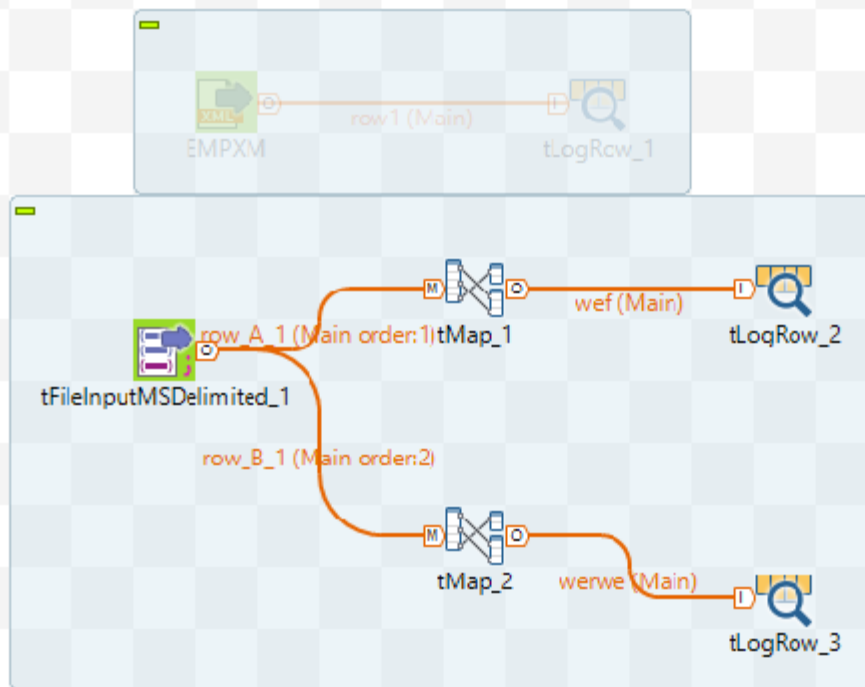 XML
O
row1 (Main)
I
EMPXM
tLogRow_1
M
O
wef (Main)
I
row_A_1 (Main order:1)
tMap_1
tLogRow_2
O
tFileInputMSDelimited_1
row_B_1 (Main order:2)
M
O
tMap_2
werwe (Main)
I
tLogRow_3